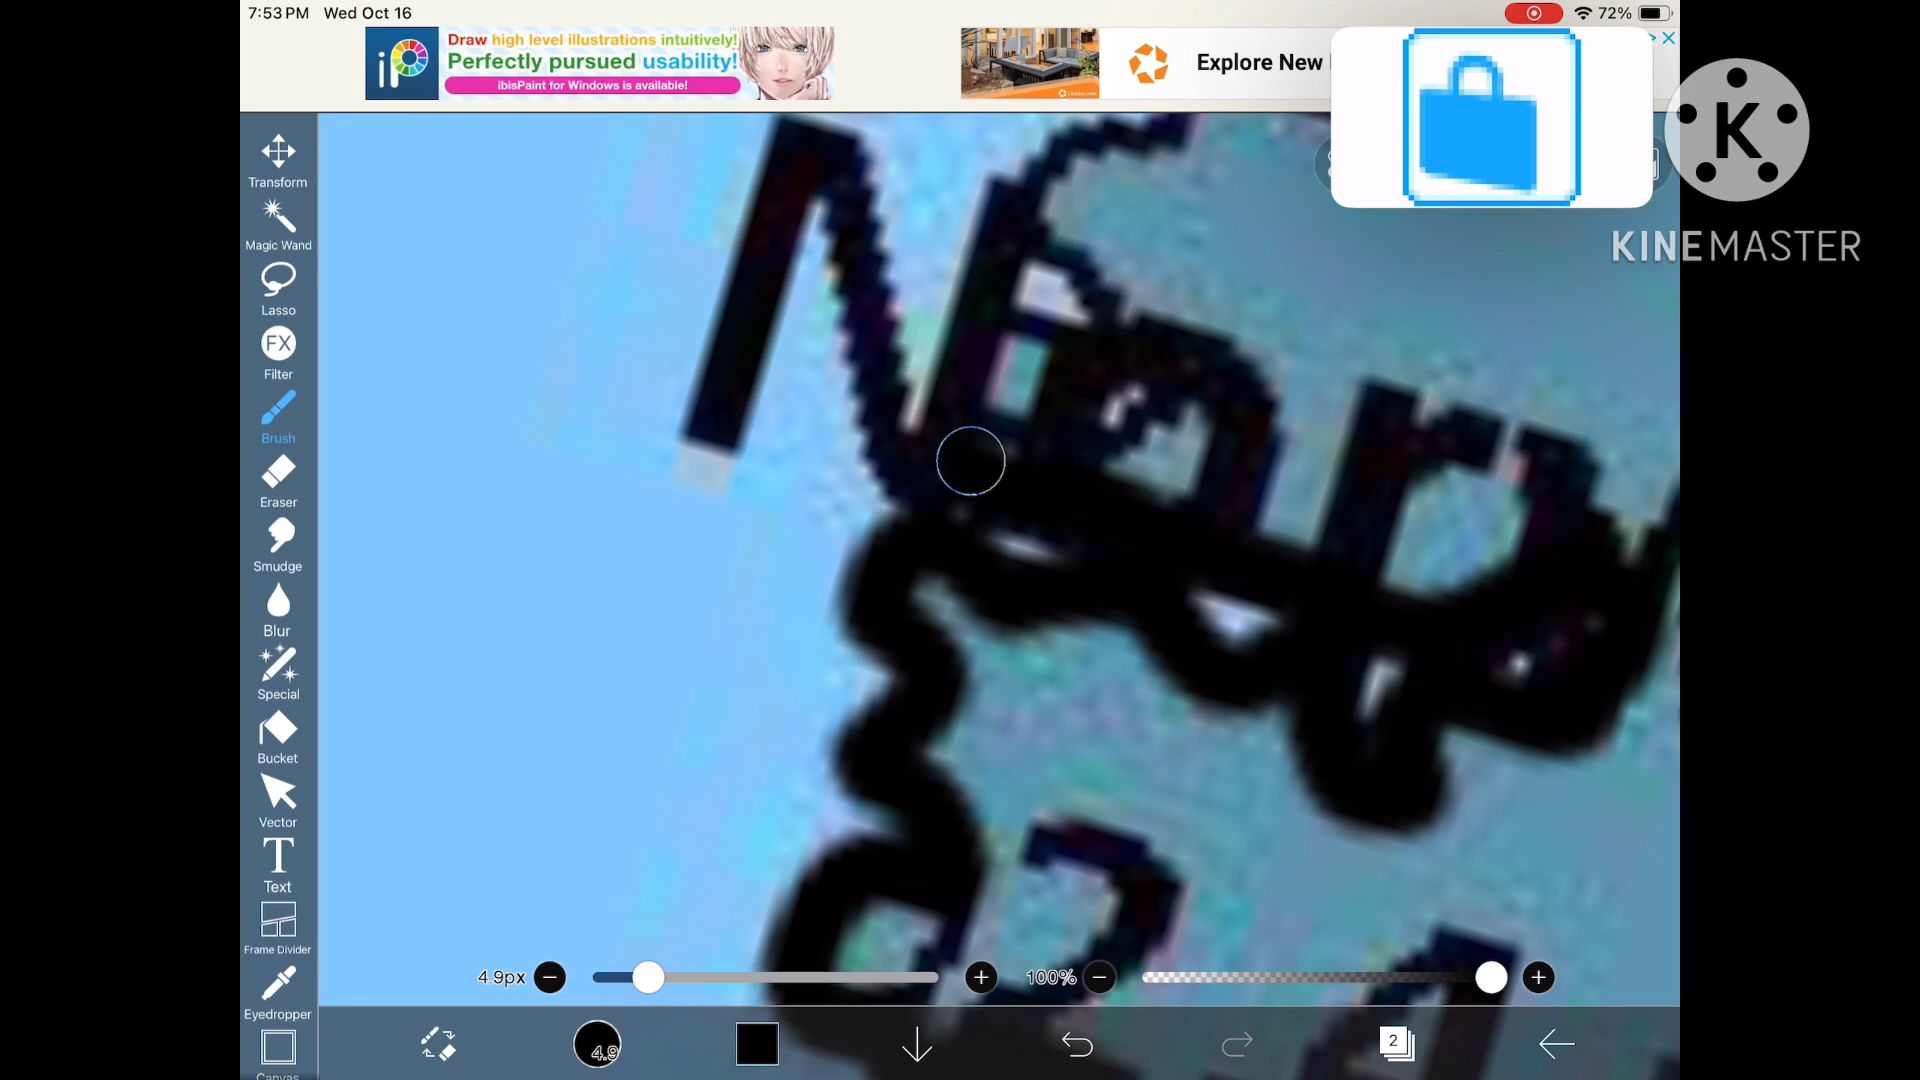 7:53 PM Wed Oct 16
72%
iP
Draw high level illustrations intuitively!
Perfectly pursued usability!
ibisPaint for Windows is available!
Explore New
K
KINEMASTER
Transform
Magic Wand
Lasso
FX
Filter
Brush
Eraser
Smudge
Blur
Special
Bucket
Vector
T
Text
Frame Divider
Eyedropper
Canvas
4.9px
100%
4.9
2